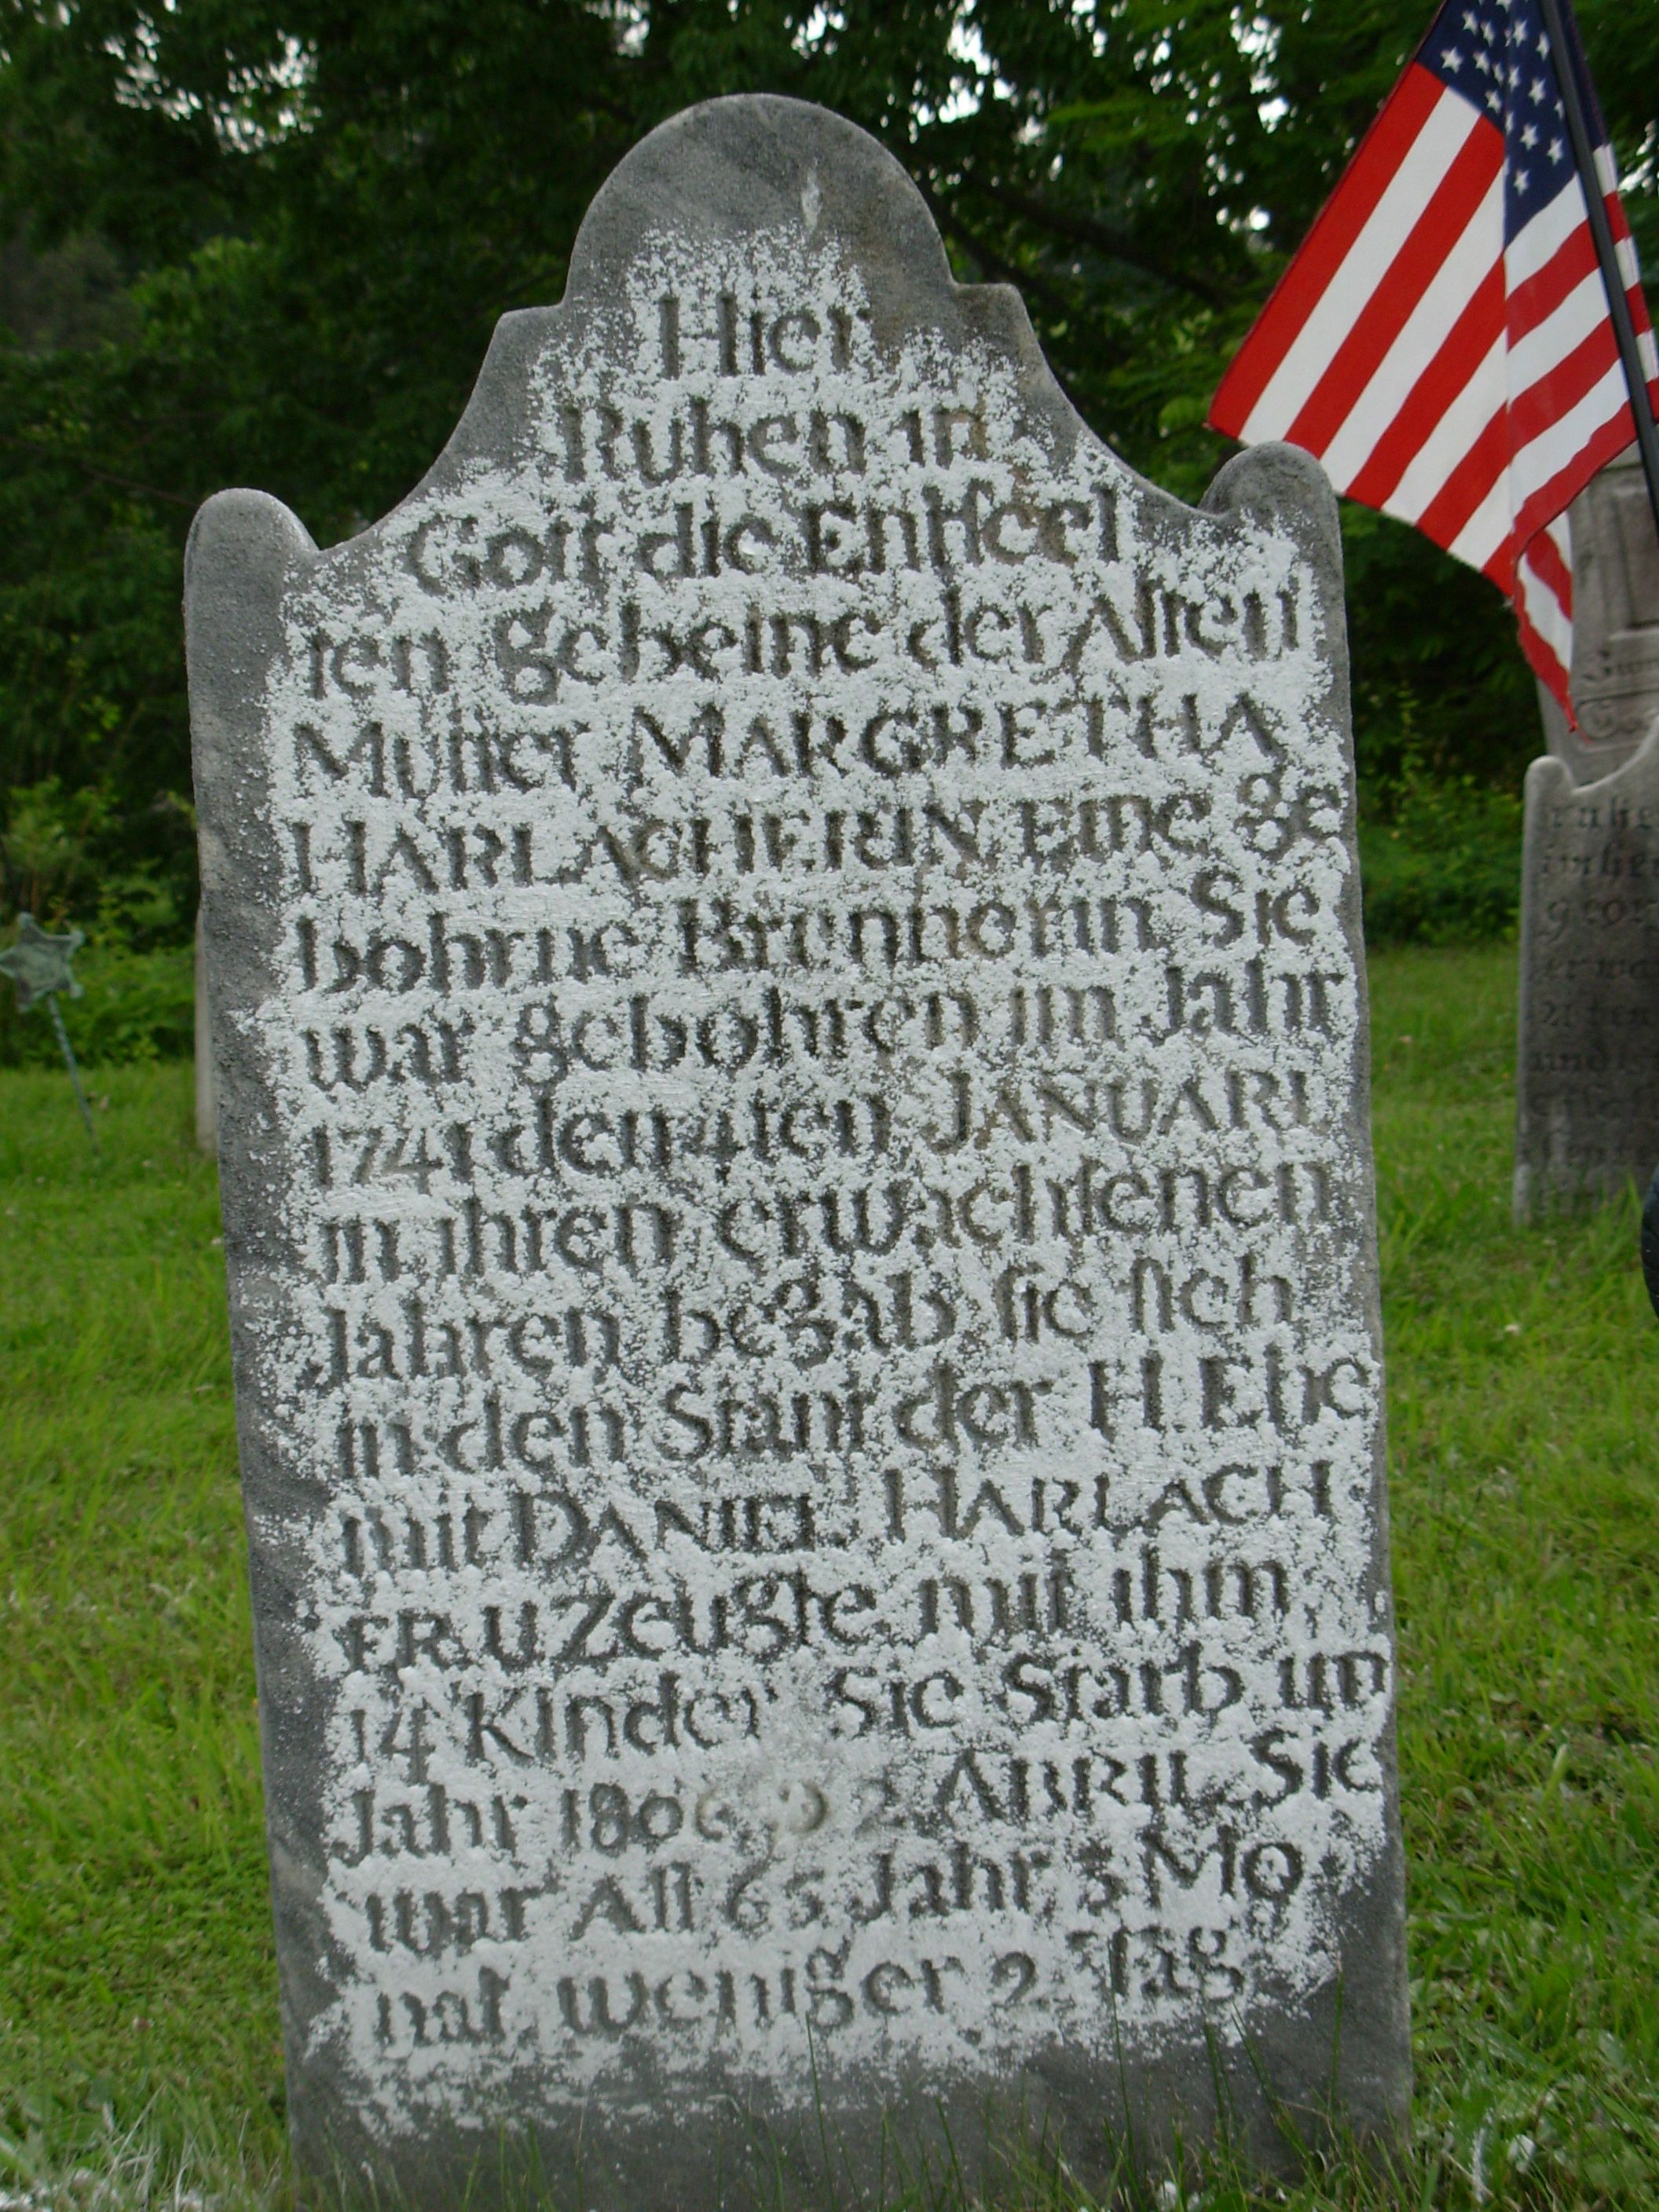 Hier
Ruhen in
Gott die Entseel
ten gebeine der Alten
Mutter MARGRETHA
HARLACHERIN Eine ge
bohrne Brunnerin Sie
war gebohren im Jahr
1741 den 4ten JANUARI
in ihren erwachsenen
Jahren begab sie sich
in den Stant der H. Ehe
mit DANIEL HARLACH
ER. U Zeugte mit ihm
14 Kinder Sie Starb im
Jahr 1806 2 ABRIL Sie
war Alt 65 Jahr 3 Mo
nat weniger 2 Tag